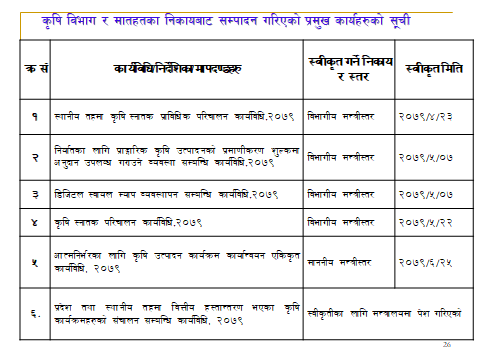 कृषि विभाग र मातहतका निकायबाट सम्पादन गरिएको प्रमुख कार्यहरुको सूची
क्र सं
कार्यविधि/निर्देशिका/मापदण्डहरु
स्वीकृत गर्ने निकाय
र स्तर
स्वीकृत मिति
१
स्थानीय तहमा कृषि स्नातक प्राविधिक परिचालन कार्यविधि,२०७९
विभागीय मन्त्रीस्तर
२०७९/४/२३
२
निर्यातका लागि प्राङ्गारिक कृषि उत्पादनको प्रमाणीकरण शुल्कमा
अनुदान उपलब्ध गराउने व्यवस्था सम्बन्धि कार्यविधि,२०७९
विभागीय मन्त्रीस्तर
२०७९/५/०७
३
डिजिटल स्वायल म्याप व्यवस्थापन सम्बन्धि कार्यविधि,२०७९
विभागीय मन्त्रीस्तर
२०७९/५/०७
४
कृषि स्नातक परिचालन कार्यविधि,२०७९
विभागीय मन्त्रीस्तर
२०७९/५/२२
५
आत्मनिर्भरका लागि कृषि उत्पादन कार्यक्रम कार्यान्वयन एकिकृत
कार्यविधि, २०७९
माननीय मन्त्रीस्तर
२०७९/६/२५
६.
प्रदेश तथा स्थानीय तहमा वित्तीय हस्तान्तरण भएका कृषि
कार्यक्रमहरुको संचालन सम्बन्धि कार्यविधि, २०७९
स्वीकृतीका लागि मन्त्रालयमा पेश गरिएको
26